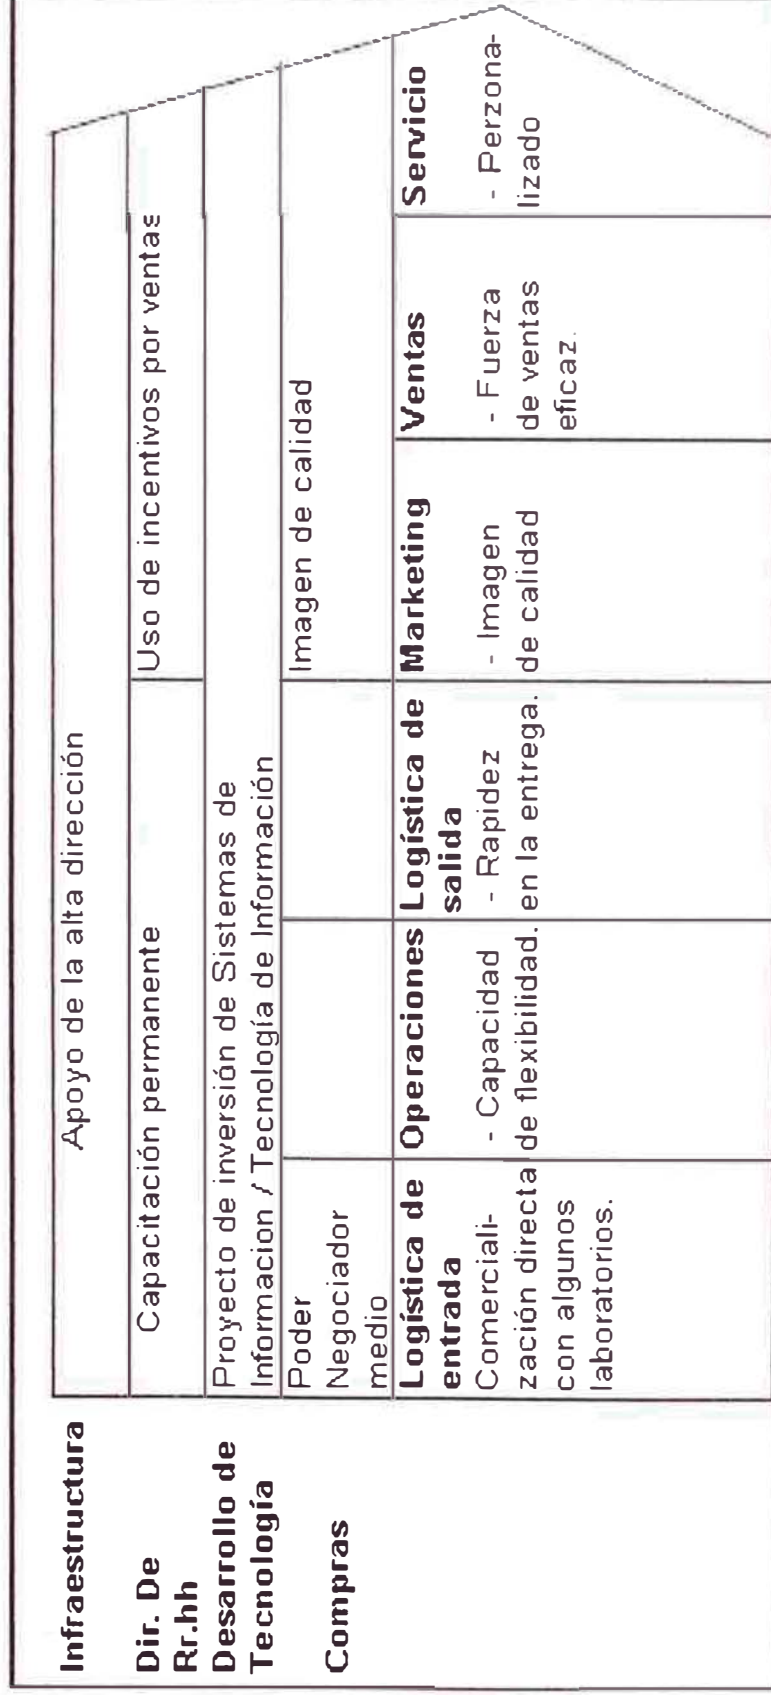 Infraestructura
Apoyo de la alta dirección
Dir. De
Rr.hh
Capacitación permanente
Uso de incentivos por ventas
Desarrollo de
Tecnología
Proyecto de inversión de Sistemas de
Informacion / Tecnología de Información
Compras
Poder
Negociador
medio
Imagen de calidad
Logística de
entrada
Comerciali-
zación directa
con algunos
laboratorios.
Operaciones
- Capacidad
de flexibilidad.
Logística de
salida
- Rapidez
en la entrega.
Marketing
- Imagen
de calidad
Ventas
- Fuerza
de ventas
eficaz.
Servicio
- Perzona-
lizado